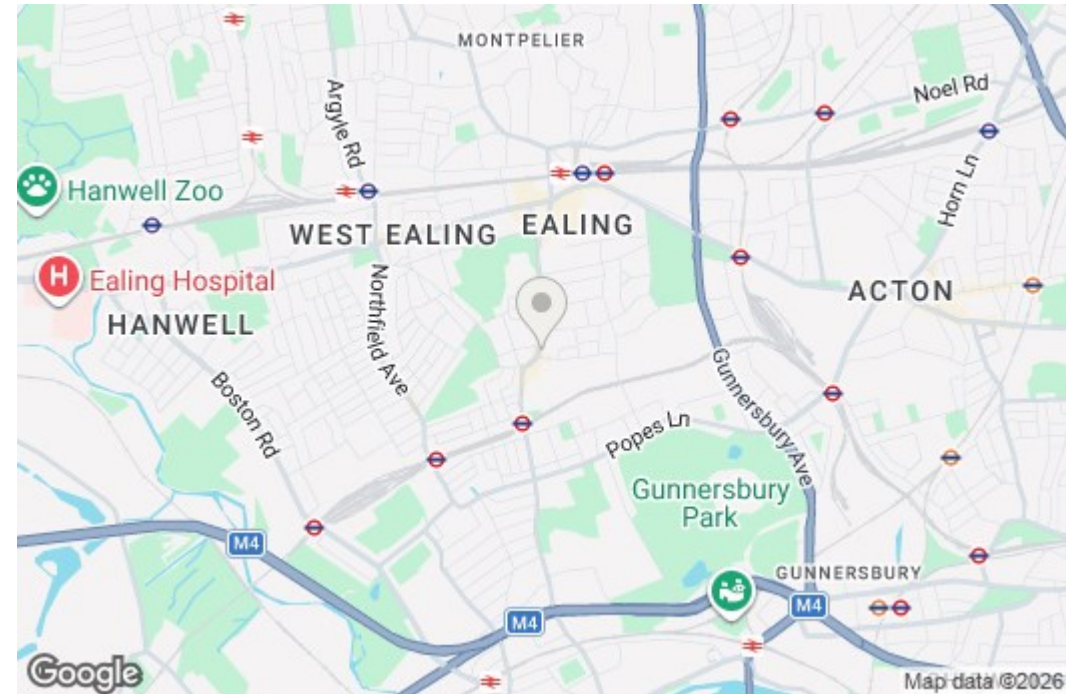 MONTPELIER
Noel Rd
Argyle Rd
Horn Ln
Hanwell Zoo
WEST EALING
EALING
H
Ealing Hospital
ACTON
HANWELL
Northfield Ave
Gunnersbury Ave
Boston Rd
Popes Ln
Gunnersbury
Park
M4
GUNNERSBURY
M4
M4
Google
Map data ©2026